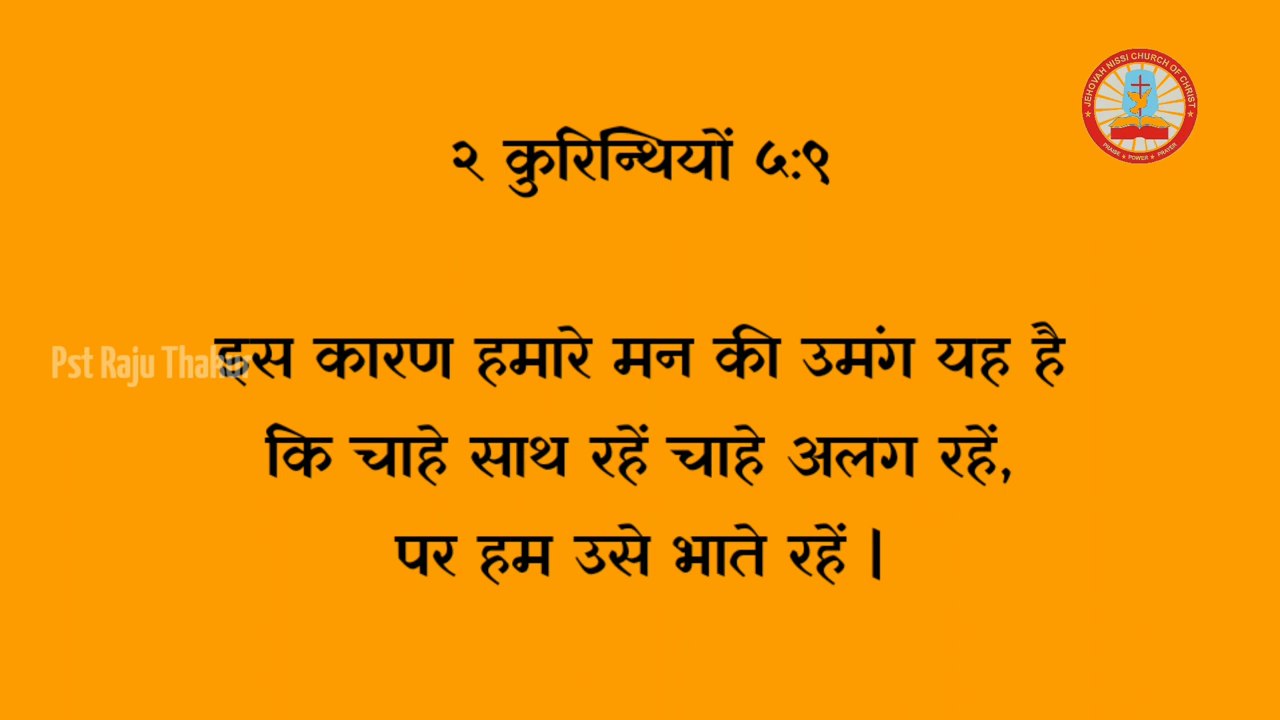 JEHOVAH NISSI CHURCH OF CHRIST
PRAISE ★ POWER ★ PRAYER
२ कुरिन्थियों ५:९
Pst Raju Thakur
इस कारण हमारे मन की उमंग यह है
कि चाहे साथ रहें चाहे अलग रहें,
पर हम उसे भाते रहें ।